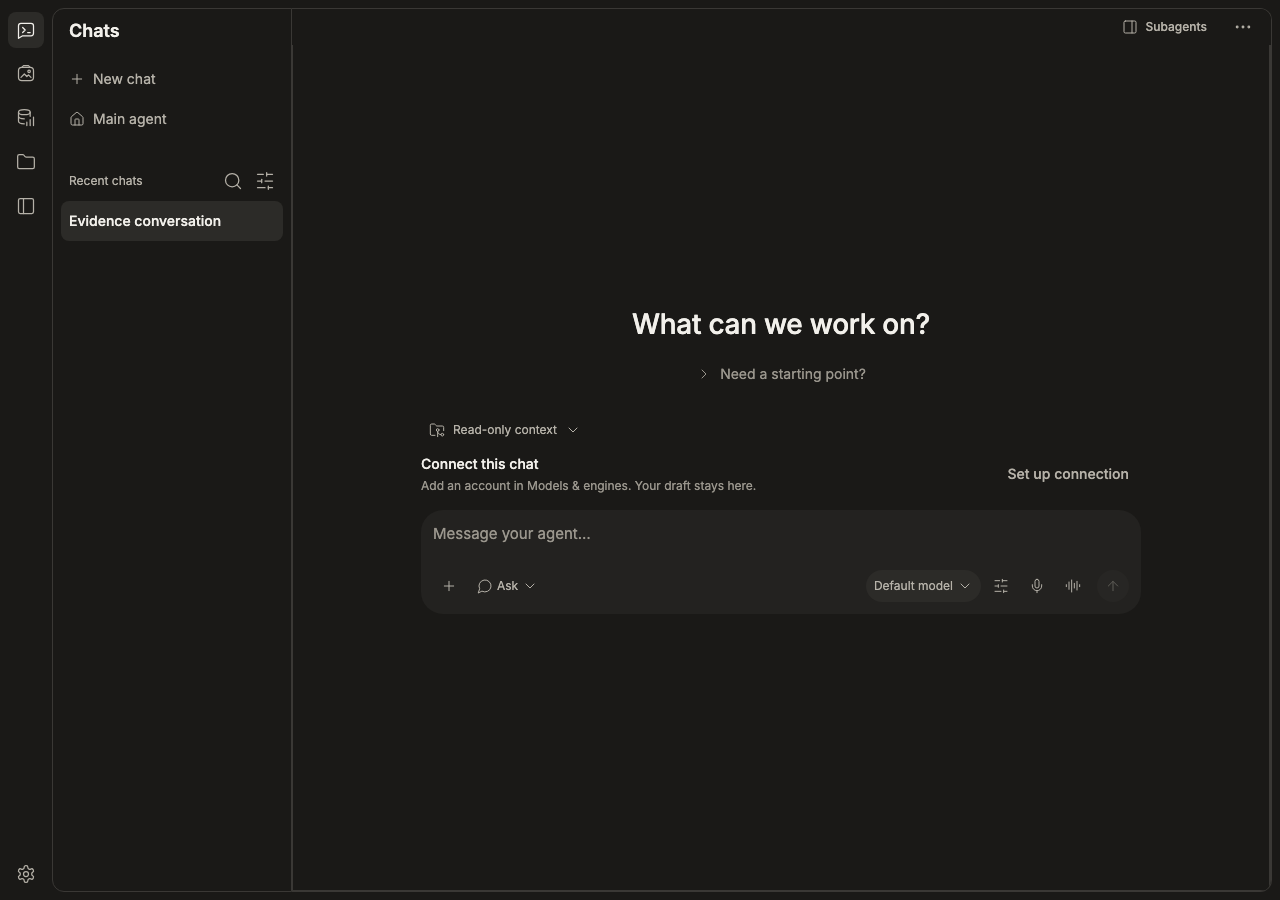 Chats
New chat
Main agent
Recent chats
Evidence conversation
Subagents
What can we work on?
Need a starting point?
Read-only context
Connect this chat
Add an account in Models & engines. Your draft stays here.
Set up connection
Message your agent...
Ask
Default model